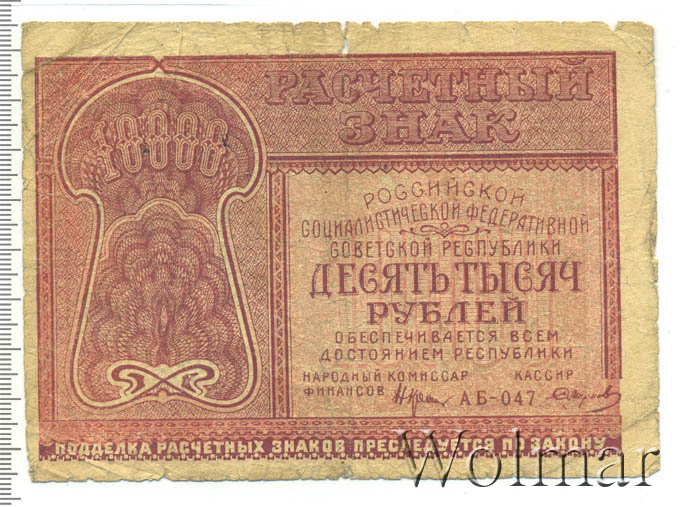 РАСЧЕТНЫЙ
ЗНАК
10000
РОССИЙСКОЙ
СОЦИАЛИСТИЧЕСКОЙ ФЕДЕРАТИВНОЙ
СОВЕТСКОЙ РЕСПУБЛИКИ
ДЕСЯТЬ ТЫСЯЧ
РУБЛЕЙ
ОБЕСПЕЧИВАЕТСЯ ВСЕМ
ДОСТОЯНИЕМ РЕСПУБЛИКИ
НАРОДНЫЙ КОМИССАР КАССИР
ФИНАНСОВ АБ-047
ПОДДЕЛКА РАСЧЕТНЫХ ЗНАКОВ ПРЕСЛЕДУЕТСЯ ПО ЗАКОНУ
Wolmar